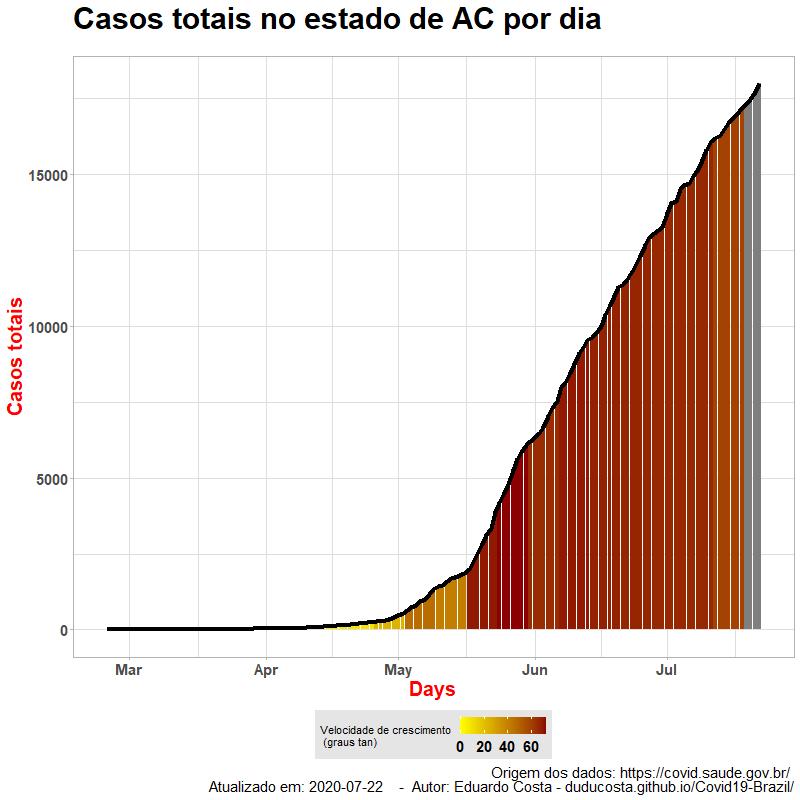 Casos totais no estado de AC por dia
Casos totais
15000
10000
5000
0
Mar Apr May Jun Jul
Days
Velocidade de crescimento
(graus tan)
0 20 40 60
Origem dos dados: https://covid.saude.gov.br/
Atualizado em: 2020-07-22 - Autor: Eduardo Costa - duducosta.github.io/Covid19-Brazil/